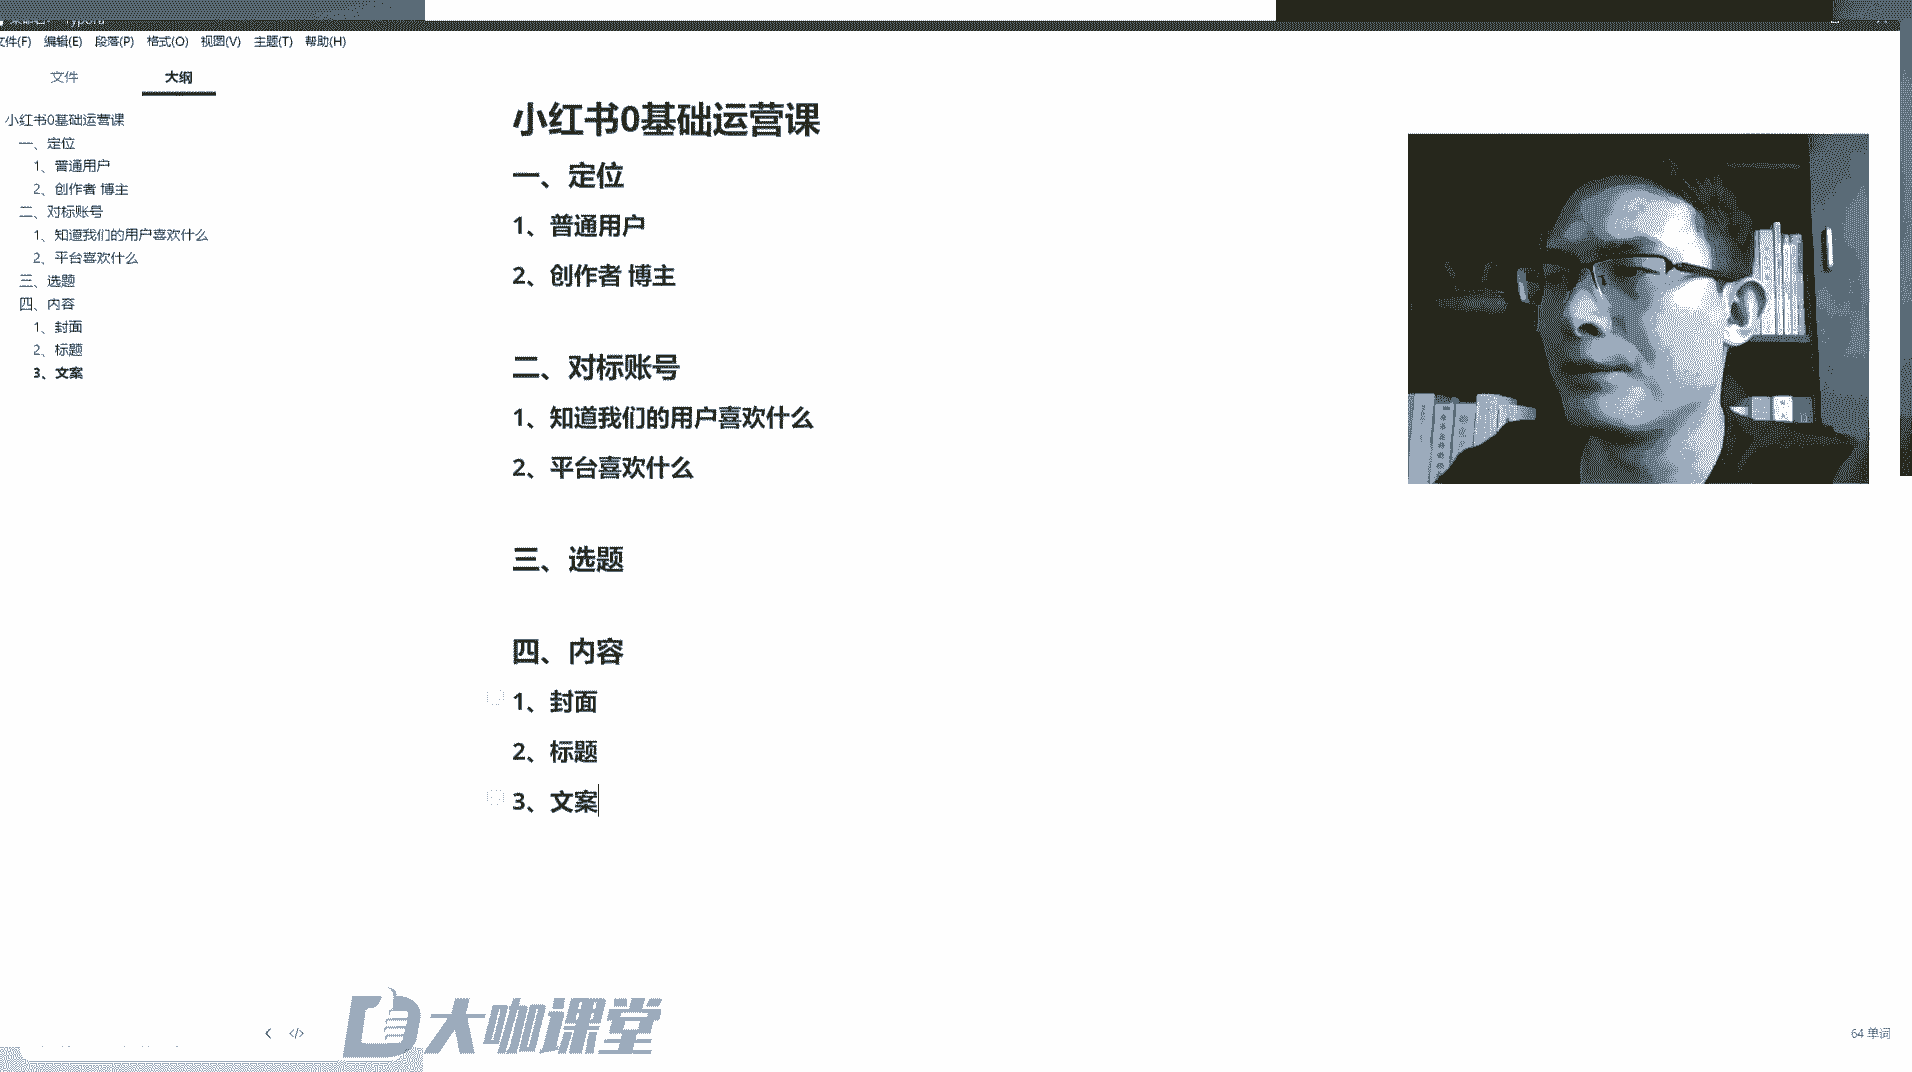 文件(F) 编辑(E) 段落(P) 格式(O) 视图(V) 主题(T) 帮助(H)
文件 大纲
小红书0基础运营课
一、定位
1、普通用户
2、创作者 博主
二、对标账号
1、知道我们的用户喜欢什么
2、平台喜欢什么
三、选题
四、内容
1、封面
2、标题
3、文案
小红书0基础运营课
一、定位
1、普通用户
2、创作者 博主
二、对标账号
1、知道我们的用户喜欢什么
2、平台喜欢什么
三、选题
四、内容
1、封面
2、标题
3、文案
大咖课堂
64 单词